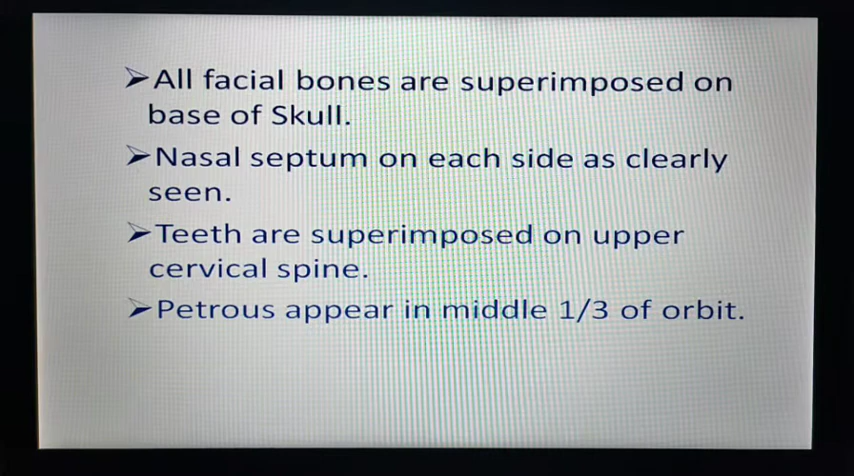 ➢All facial bones are superimposed on
base of Skull.
➢Nasal septum on each side as clearly
seen.
➢Teeth are superimposed on upper
cervical spine.
➢Petrous appear in middle 1/3 of orbit.